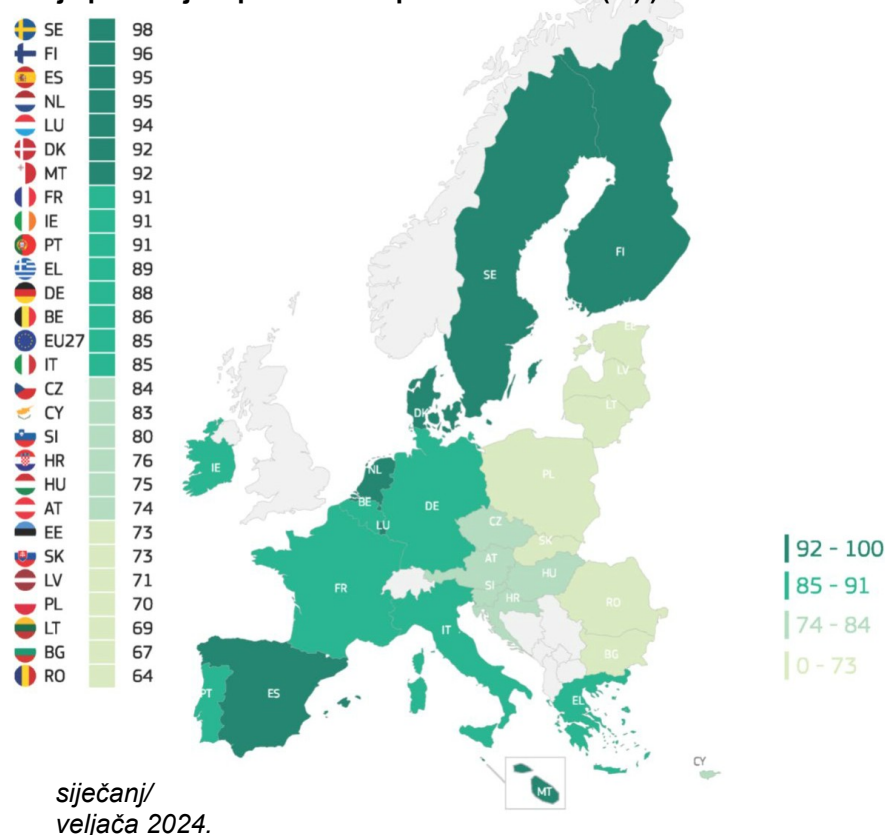 SE 98
FI 96
ES 95
NL 95
LU 94
DK 92
MT 92
FR 91
IE 91
PT 91
EL 89
DE 88
BE 86
EU27 85
IT 85
CZ 84
CY 83
SI 80
HR 76
HU 75
AT 74
EE 73
SK 73
LV 71
PL 70
LT 69
BG 67
RO 64
FI
SE
EE
LV
LT
DK
IE
NL
PL
BE
DE
LU
CZ
SK
AT
HU
FR
SI
HR
RO
IT
BG
PT
ES
EL
CY
MT
92 - 100
85 - 91
74 - 84
0 - 73
siječanj/
veljača 2024.